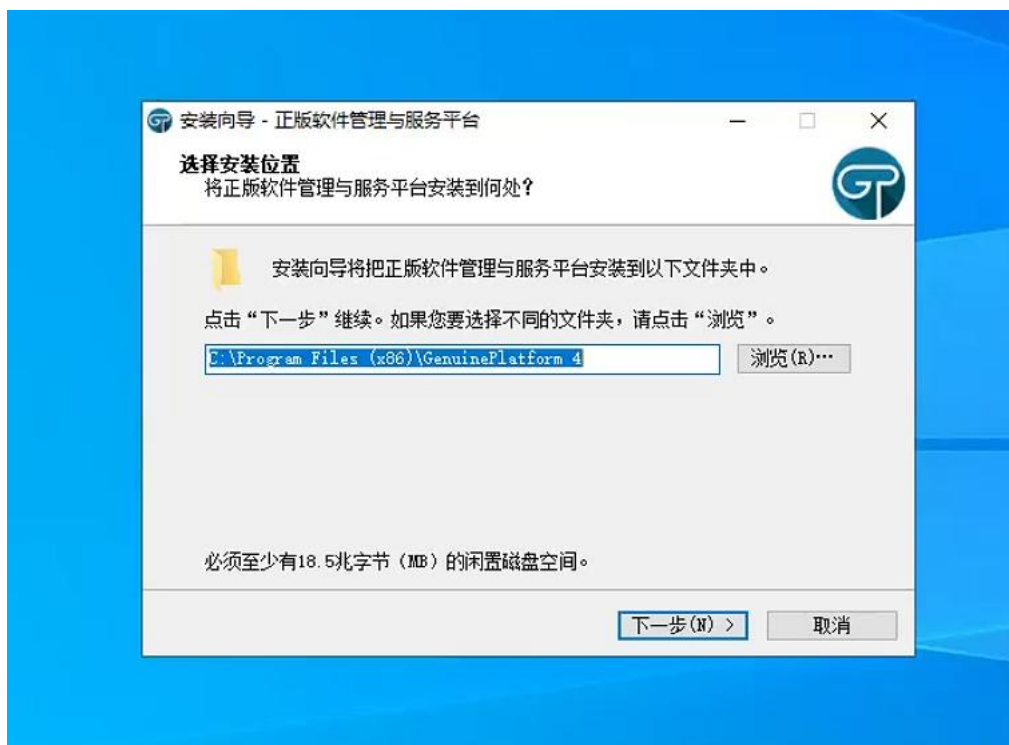 安装向导 - 正版软件管理与服务平台
选择安装位置
将正版软件管理与服务平台安装到何处？
安装向导将把正版软件管理与服务平台安装到以下文件夹中。
点击“下一步”继续。如果您要选择不同的文件夹，请点击“浏览”。
C:\Program Files (x86)\GenuinePlatform 4
浏览(R)…
必须至少有18.5兆字节（MB）的闲置磁盘空间。
下一步(N) >
取消